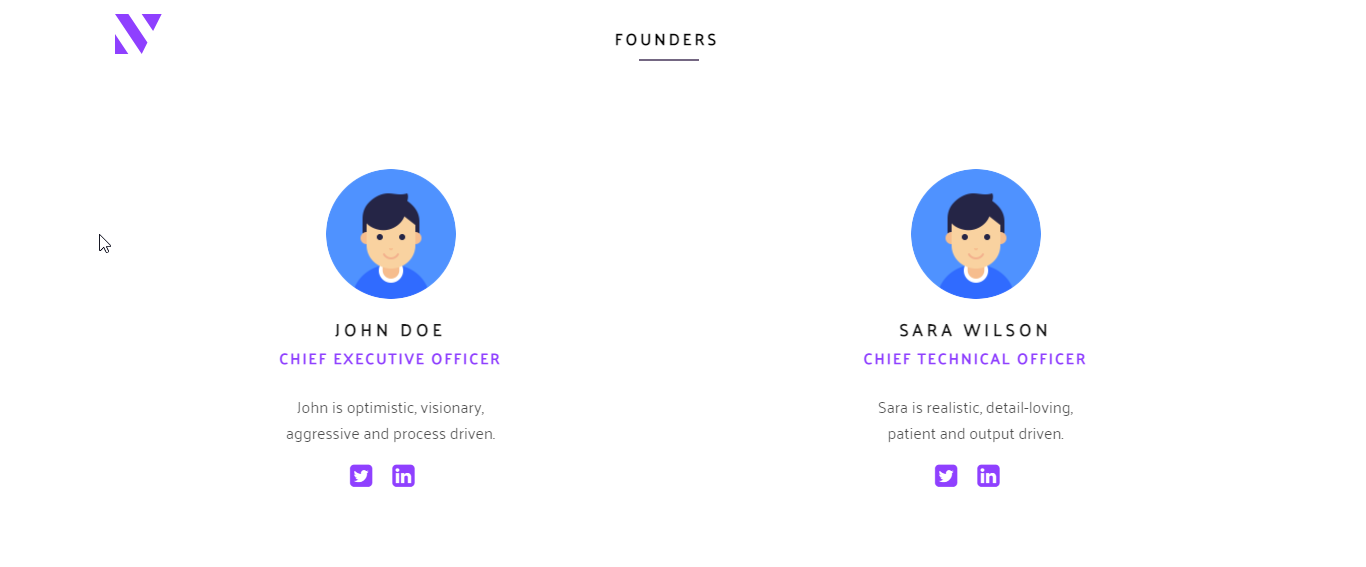 FOUNDERS
JOHN DOE
CHIEF EXECUTIVE OFFICER
John is optimistic, visionary,
aggressive and process driven.
SARA WILSON
CHIEF TECHNICAL OFFICER
Sara is realistic, detail-loving,
patient and output driven.